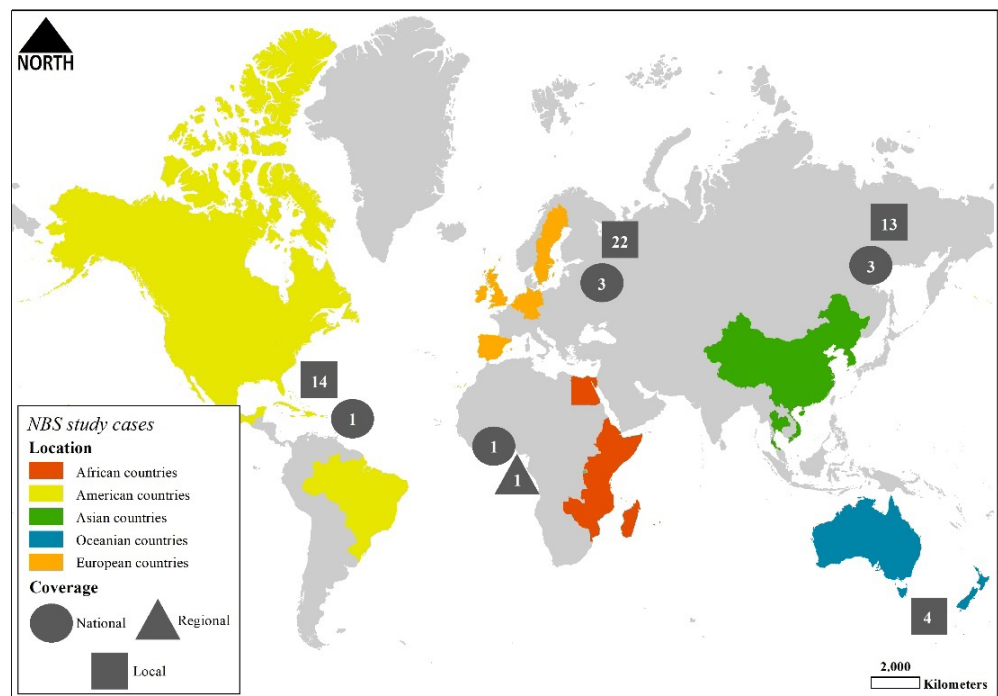 NORTH
13
22
3
3
14
1
1
1
4
NBS study cases
Location
African countries
American countries
Asian countries
Oceanian countries
European countries
Coverage
National
Regional
Local
2,000
Kilometers